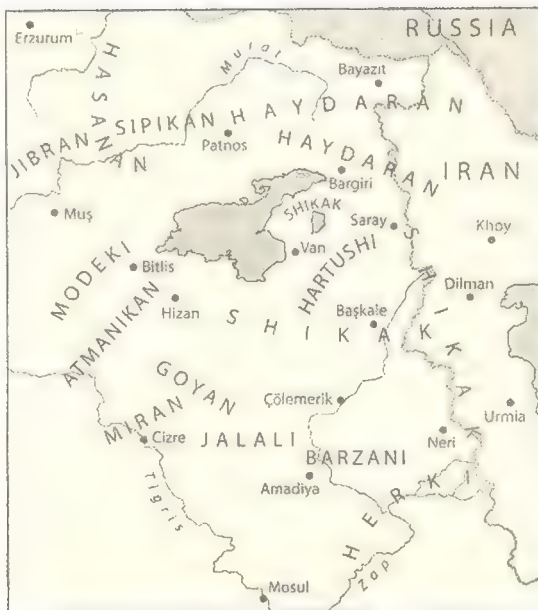 RUSSIA
Erzurum
HASANAN
Murat
Bayazıt
JIBRAN
SIPIKAN
HAYDARAN
Patnos
HAYDARAN
IRAN
Bargiri
SHIKAK
Muş
Saray
Khoy
Van
MODEKI
Bitlis
HARTUSHI
SHIKAK
Dilman
Hizan
ATMANIKAN
SHIKAK
Başkale
GOYAN
Çölemerik
Urmia
MIRAN
Cizre
JALALI
Neri
BARZANI
Tigris
Amadiya
HERKI
Zap
Mosul